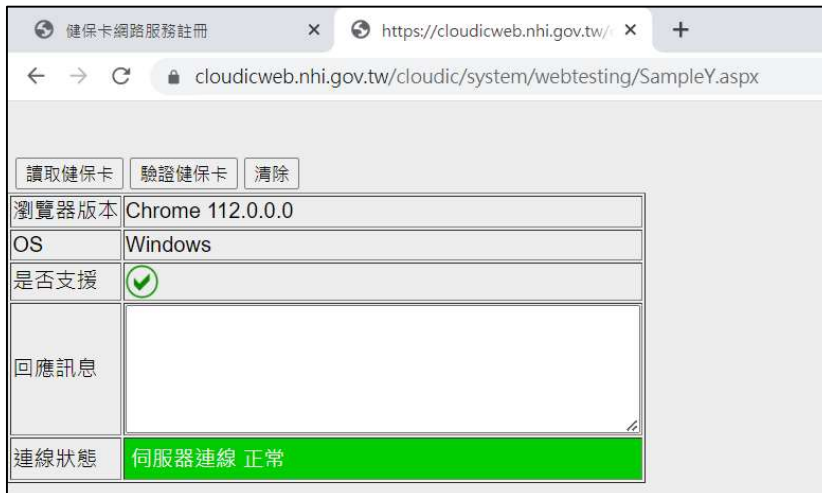 健保卡網路服務註冊
https://cloudicweb.nhi.gov.tw/
cloudicweb.nhi.gov.tw/cloudic/system/webtesting/SampleY.aspx
讀取健保卡 驗證健保卡 清除
瀏覽器版本 Chrome 112.0.0.0
OS Windows
是否支援
回應訊息
連線狀態 伺服器連線 正常